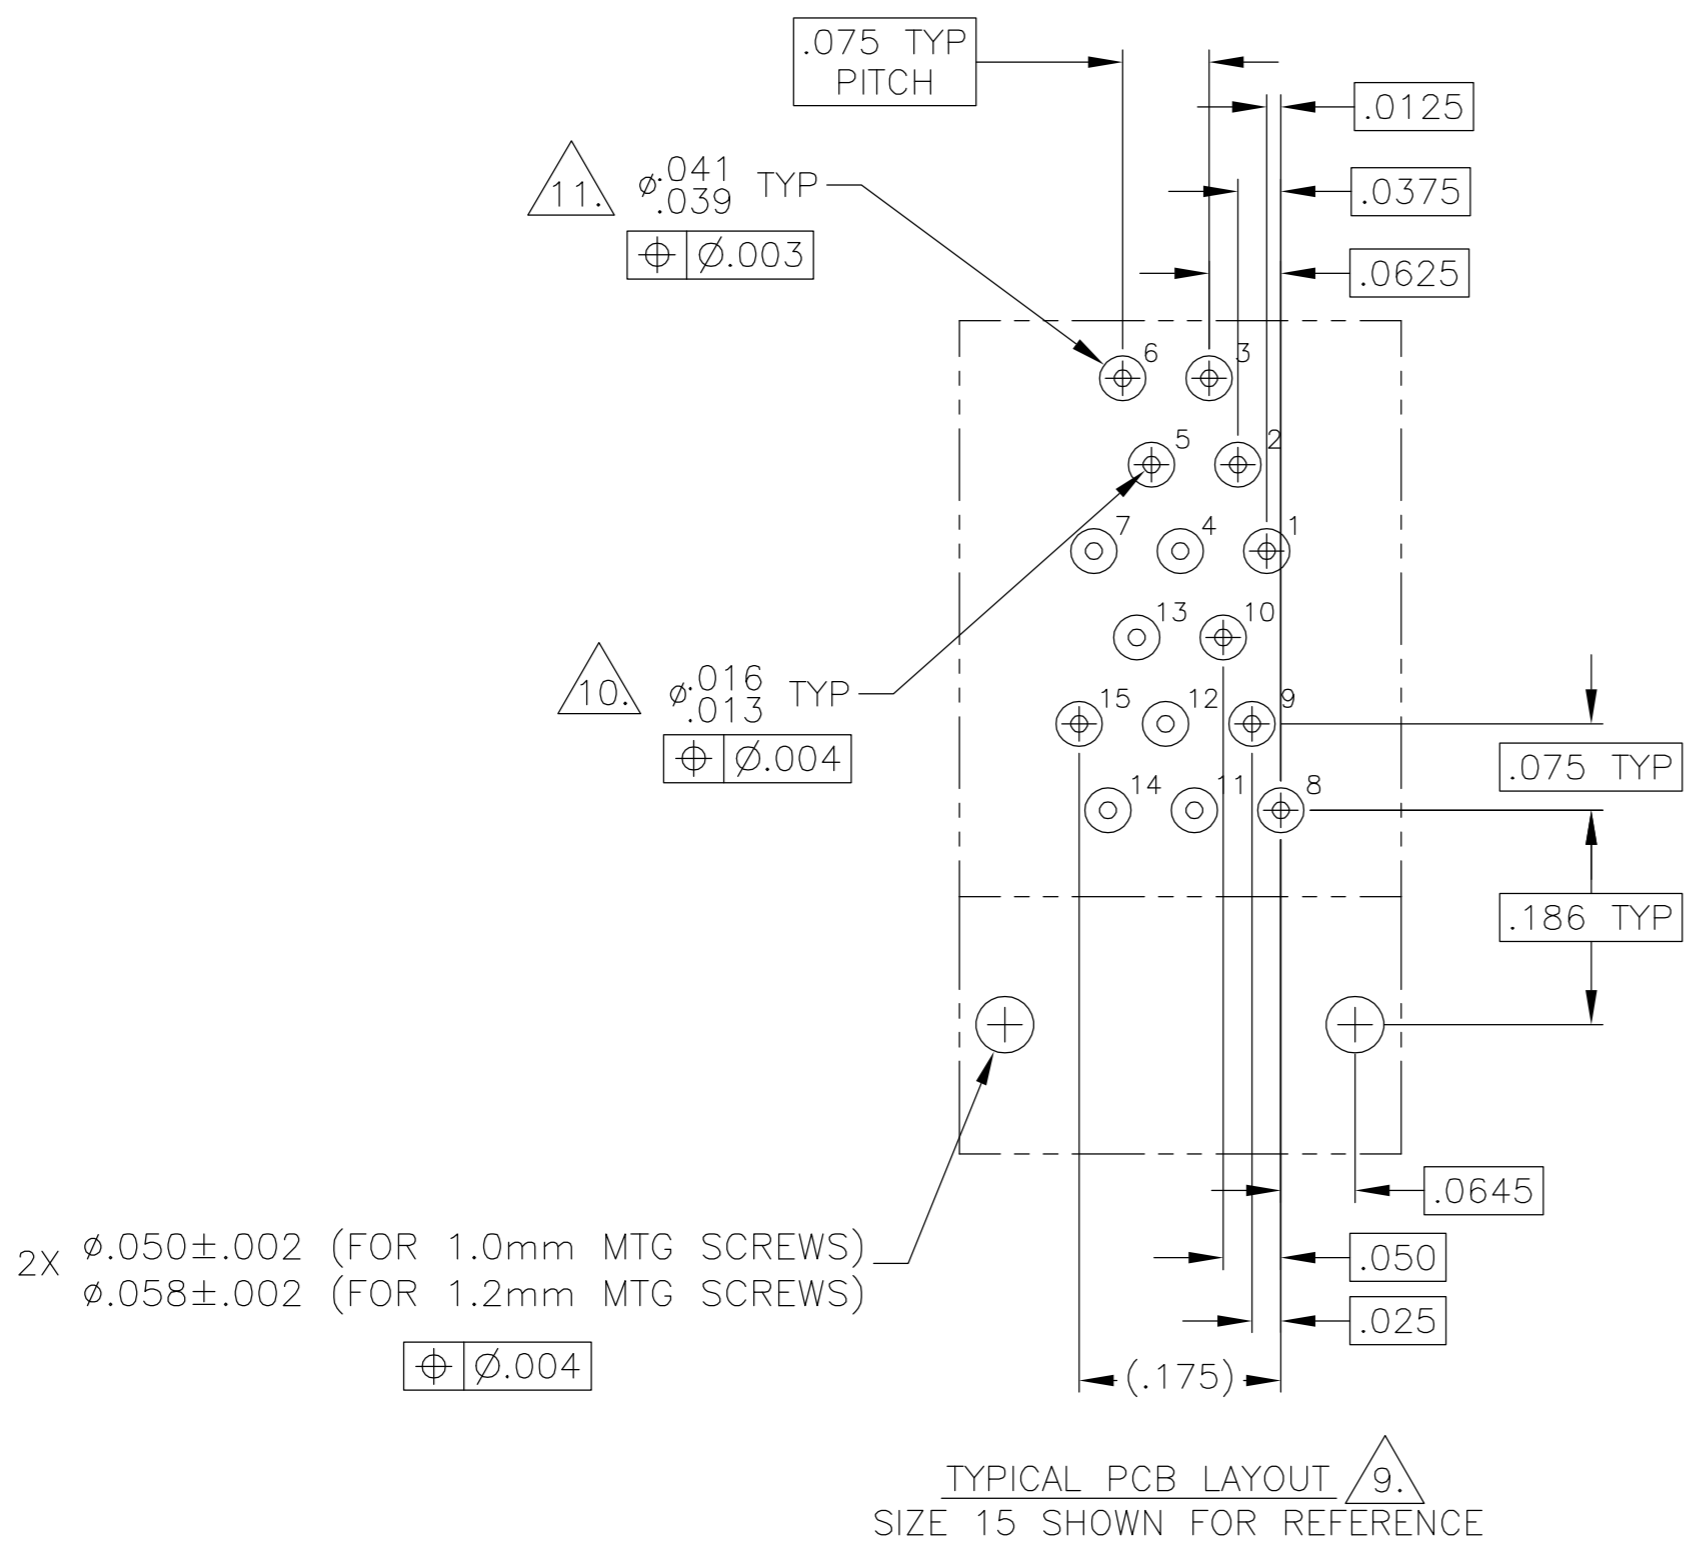 .075 TYP
PITCH
.0125
11. ⌀.041
.039 TYP
.0375
⌖ ⌀.003
.0625
6 3
5 2
7 4 1
13 10
10. ⌀.016
.013 TYP
15 12 9
⌖ ⌀.004
.075 TYP
14 11 8
.186 TYP
.0645
2X ⌀.050±.002 (FOR 1.0mm MTG SCREWS)
⌀.058±.002 (FOR 1.2mm MTG SCREWS)
.050
.025
⌖ ⌀.004
(.175)
TYPICAL PCB LAYOUT 9.
SIZE 15 SHOWN FOR REFERENCE